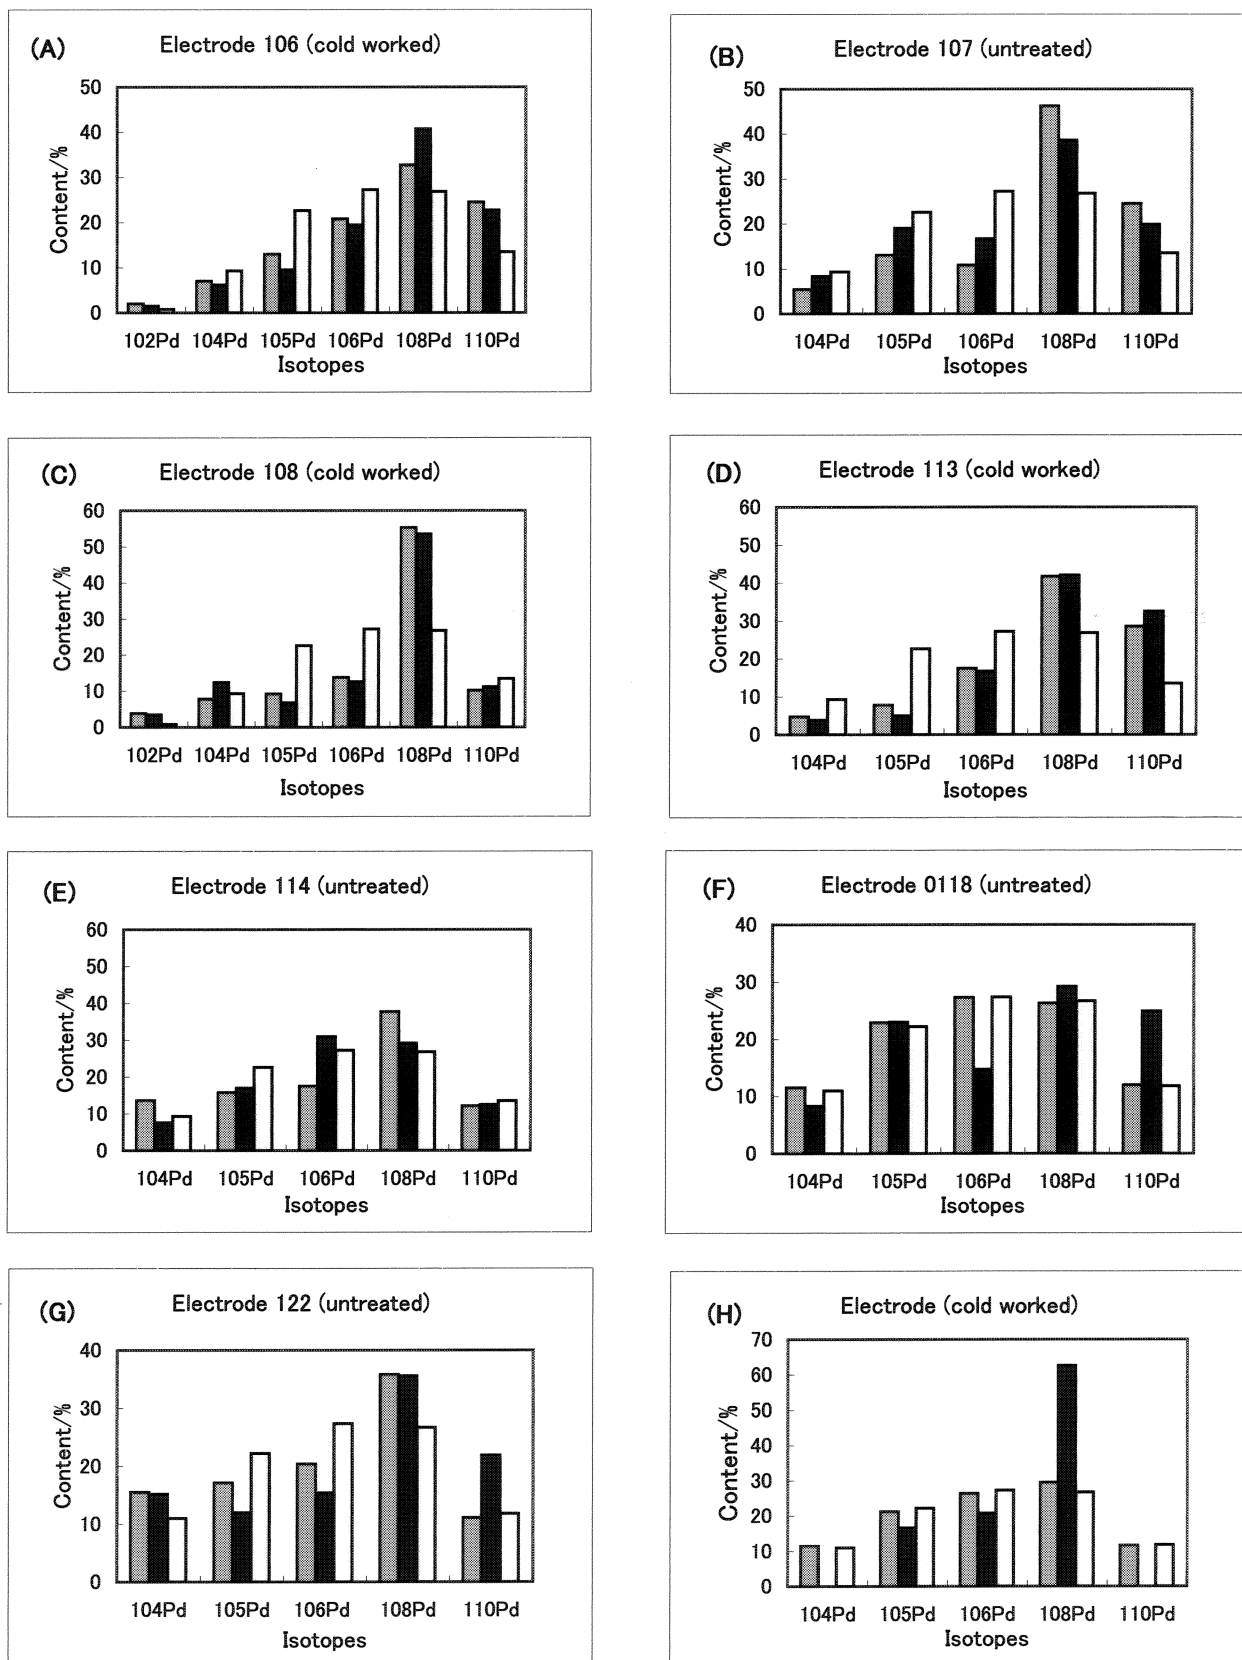 (A) Electrode 106 (cold worked)
50
40
30
20
10
0
Content/%
102Pd 104Pd 105Pd 106Pd 108Pd 110Pd
Isotopes
(B) Electrode 107 (untreated)
50
40
30
20
10
0
Content/%
104Pd 105Pd 106Pd 108Pd 110Pd
Isotopes
(C) Electrode 108 (cold worked)
60
50
40
30
20
10
0
Content/%
102Pd 104Pd 105Pd 106Pd 108Pd 110Pd
Isotopes
(D) Electrode 113 (cold worked)
60
50
40
30
20
10
0
Content/%
104Pd 105Pd 106Pd 108Pd 110Pd
Isotopes
(E) Electrode 114 (untreated)
60
50
40
30
20
10
0
Content/%
104Pd 105Pd 106Pd 108Pd 110Pd
Isotopes
(F) Electrode 0118 (untreated)
40
30
20
10
0
Content/%
104Pd 105Pd 106Pd 108Pd 110Pd
Isotopes
(G) Electrode 122 (untreated)
40
30
20
10
0
Content/%
104Pd 105Pd 106Pd 108Pd 110Pd
Isotopes
(H) Electrode (cold worked)
70
60
50
40
30
20
10
0
Content/%
104Pd 105Pd 106Pd 108Pd 110Pd
Isotopes